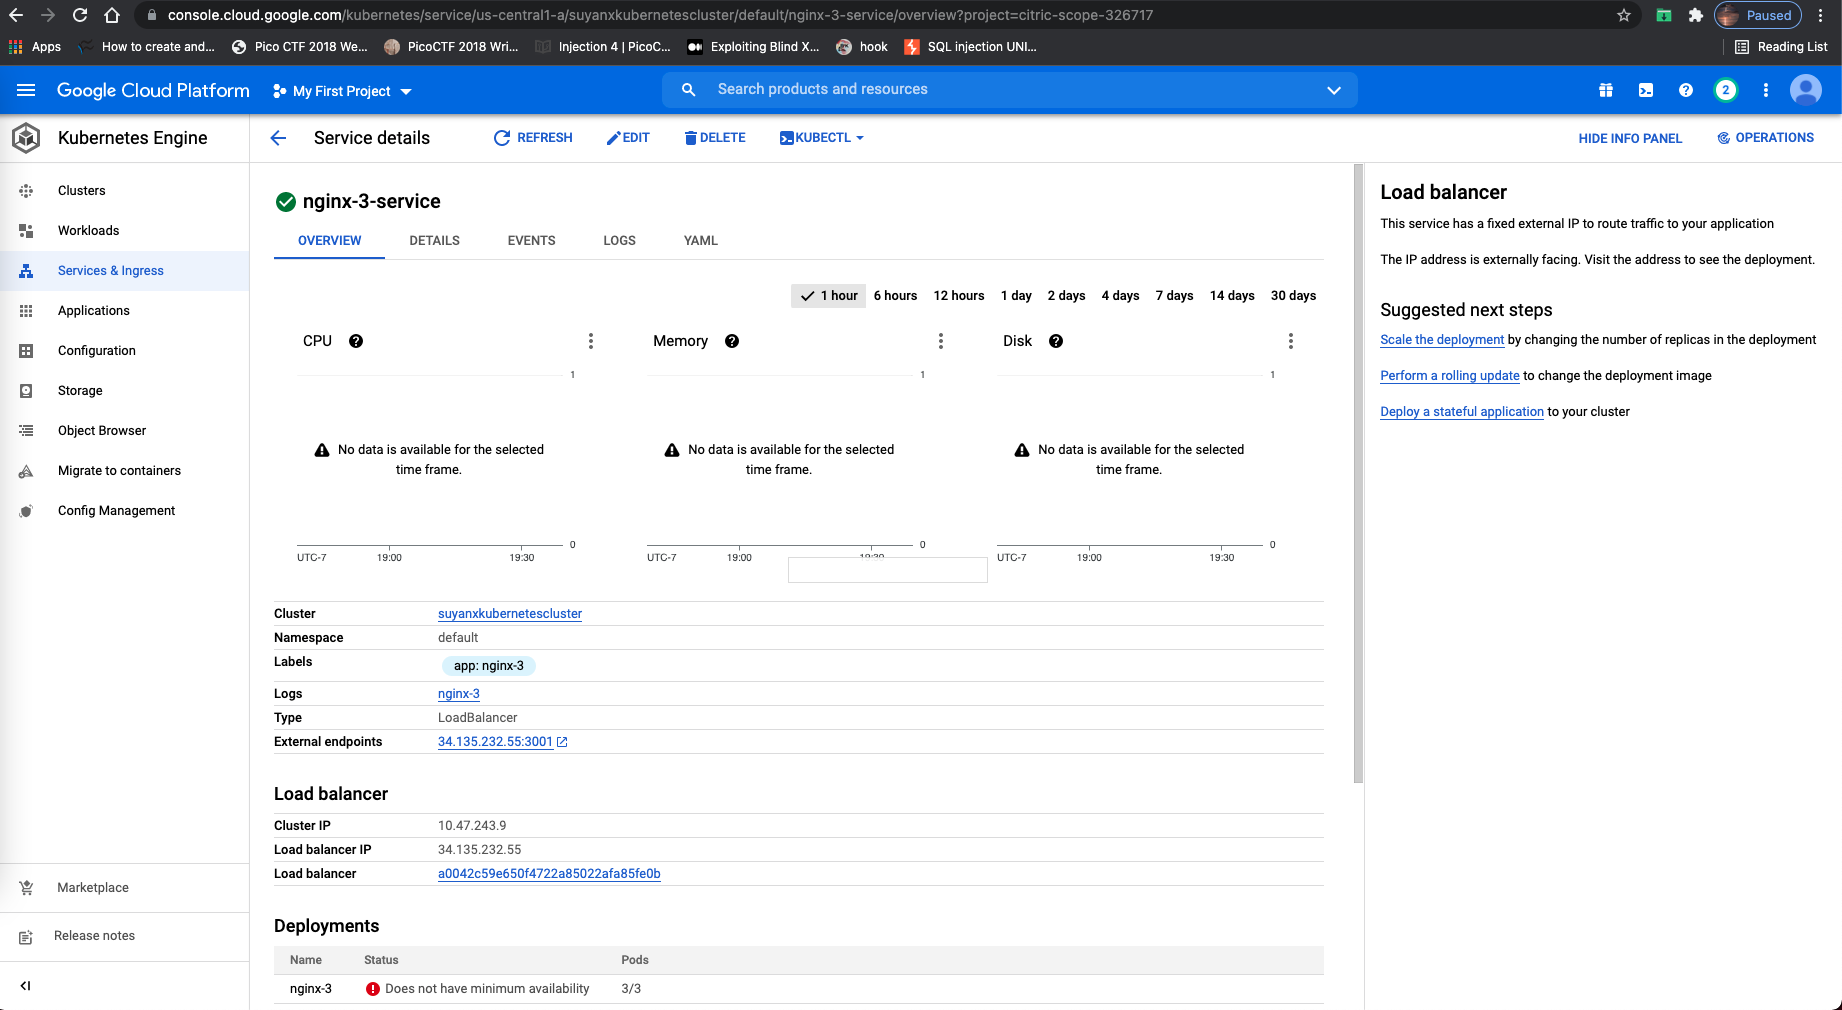 console.cloud.google.com/kubernetes/service/us-central1-a/suyanxkubernetescluster/default/nginx-3-service/overview?project=citric-scope-326717
Paused
Apps
How to create and...
Pico CTF 2018 We...
PicoCTF 2018 Wri...
Injection 4 | PicoC...
Exploiting Blind X...
hook
SQL injection UNI...
Reading List
Google Cloud Platform
My First Project
Search products and resources
2
Kubernetes Engine
Service details
REFRESH
EDIT
DELETE
KUBECTL
HIDE INFO PANEL
OPERATIONS
Clusters
Workloads
Services & Ingress
Applications
Configuration
Storage
Object Browser
Migrate to containers
Config Management
Marketplace
Release notes
nginx-3-service
OVERVIEW
DETAILS
EVENTS
LOGS
YAML
1 hour
6 hours
12 hours
1 day
2 days
4 days
7 days
14 days
30 days
CPU
1
No data is available for the selected
time frame.
0
UTC-7
19:00
19:30
Memory
1
No data is available for the selected
time frame.
0
UTC-7
19:00
Disk
1
No data is available for the selected
time frame.
0
UTC-7
19:00
19:30
Cluster suyanxkubernetescluster
Namespace default
Labels app: nginx-3
Logs nginx-3
Type LoadBalancer
External endpoints 34.135.232.55:3001
Load balancer
Cluster IP 10.47.243.9
Load balancer IP 34.135.232.55
Load balancer a0042c59e650f4722a85022afa85fe0b
Deployments
Name Status Pods
nginx-3 Does not have minimum availability 3/3
Load balancer
This service has a fixed external IP to route traffic to your application
The IP address is externally facing. Visit the address to see the deployment.
Suggested next steps
Scale the deployment by changing the number of replicas in the deployment
Perform a rolling update to change the deployment image
Deploy a stateful application to your cluster